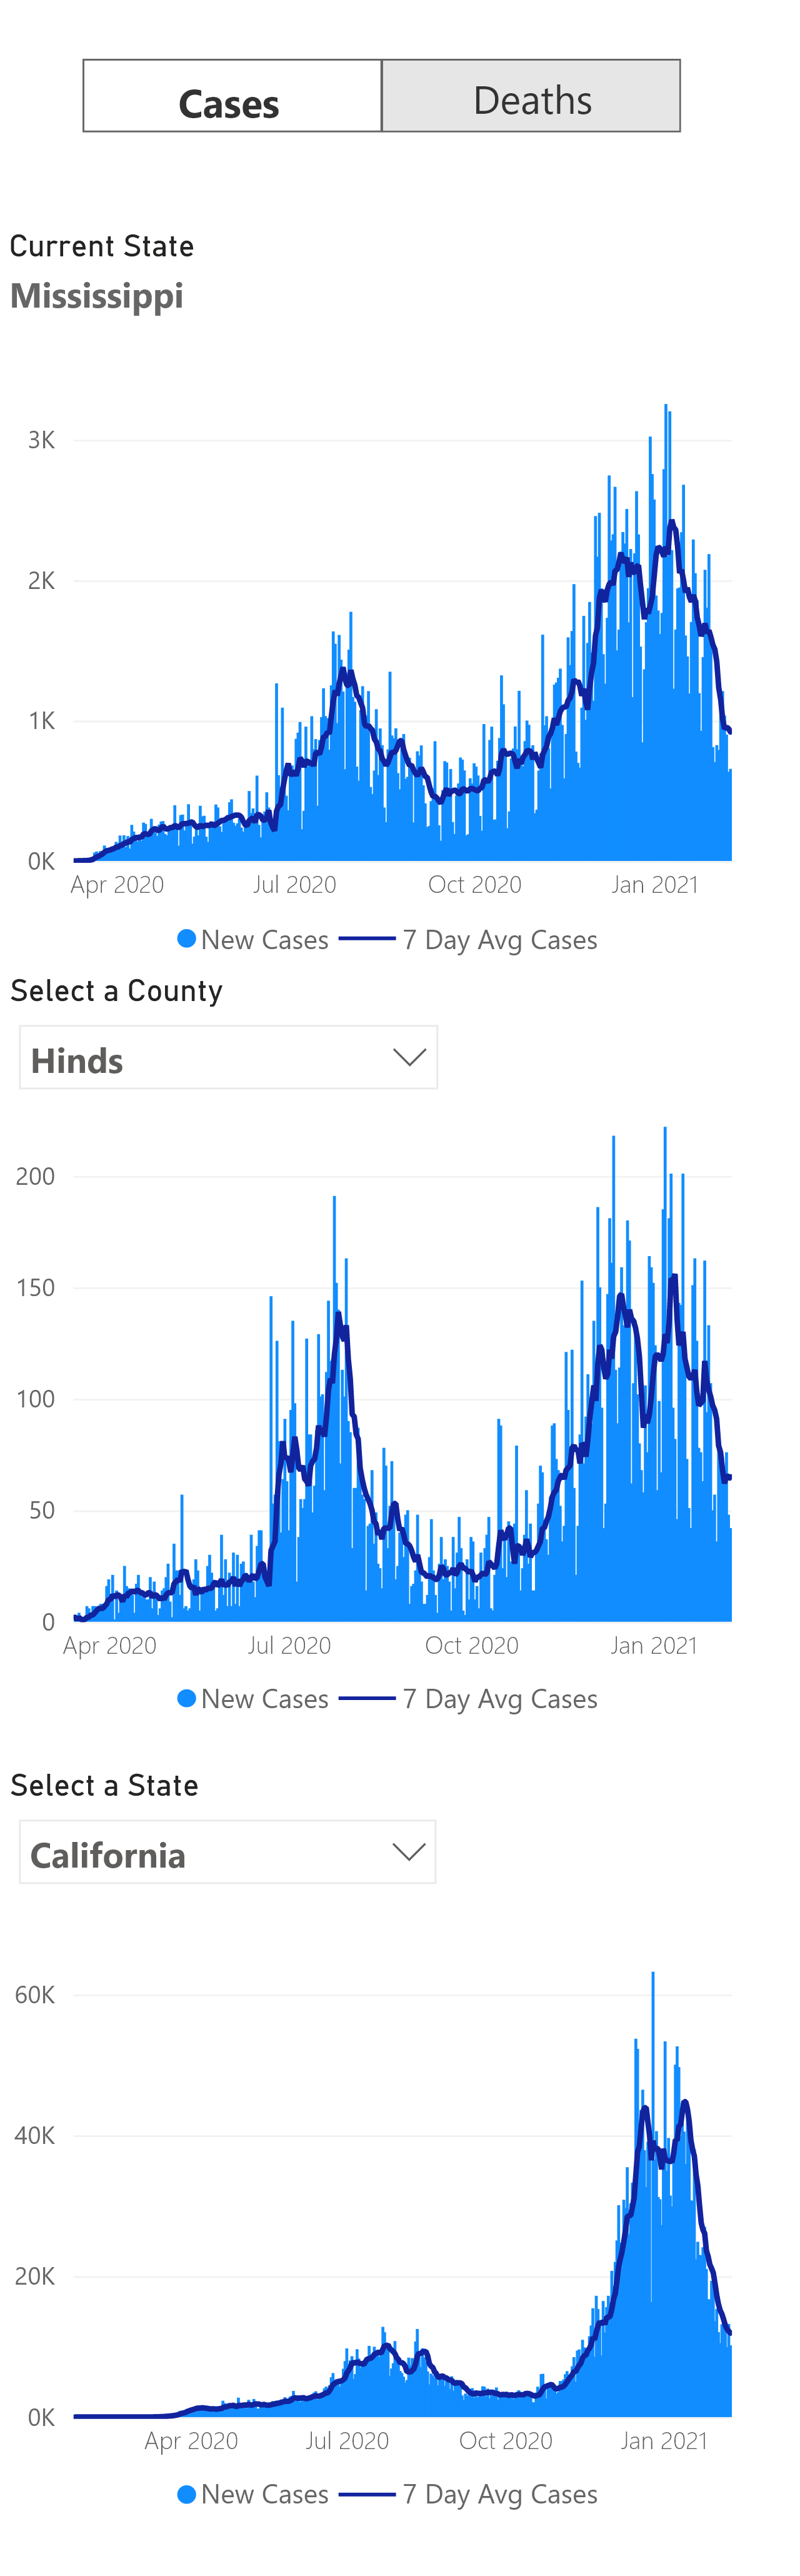 Cases Deaths
Current State
Mississippi
3K
2K
1K
0K
Apr 2020 Jul 2020 Oct 2020 Jan 2021
New Cases 7 Day Avg Cases
Select a County
Hinds
200
150
100
50
0
Apr 2020 Jul 2020 Oct 2020 Jan 2021
New Cases 7 Day Avg Cases
Select a State
California
60K
40K
20K
0K
Apr 2020 Jul 2020 Oct 2020 Jan 2021
New Cases 7 Day Avg Cases